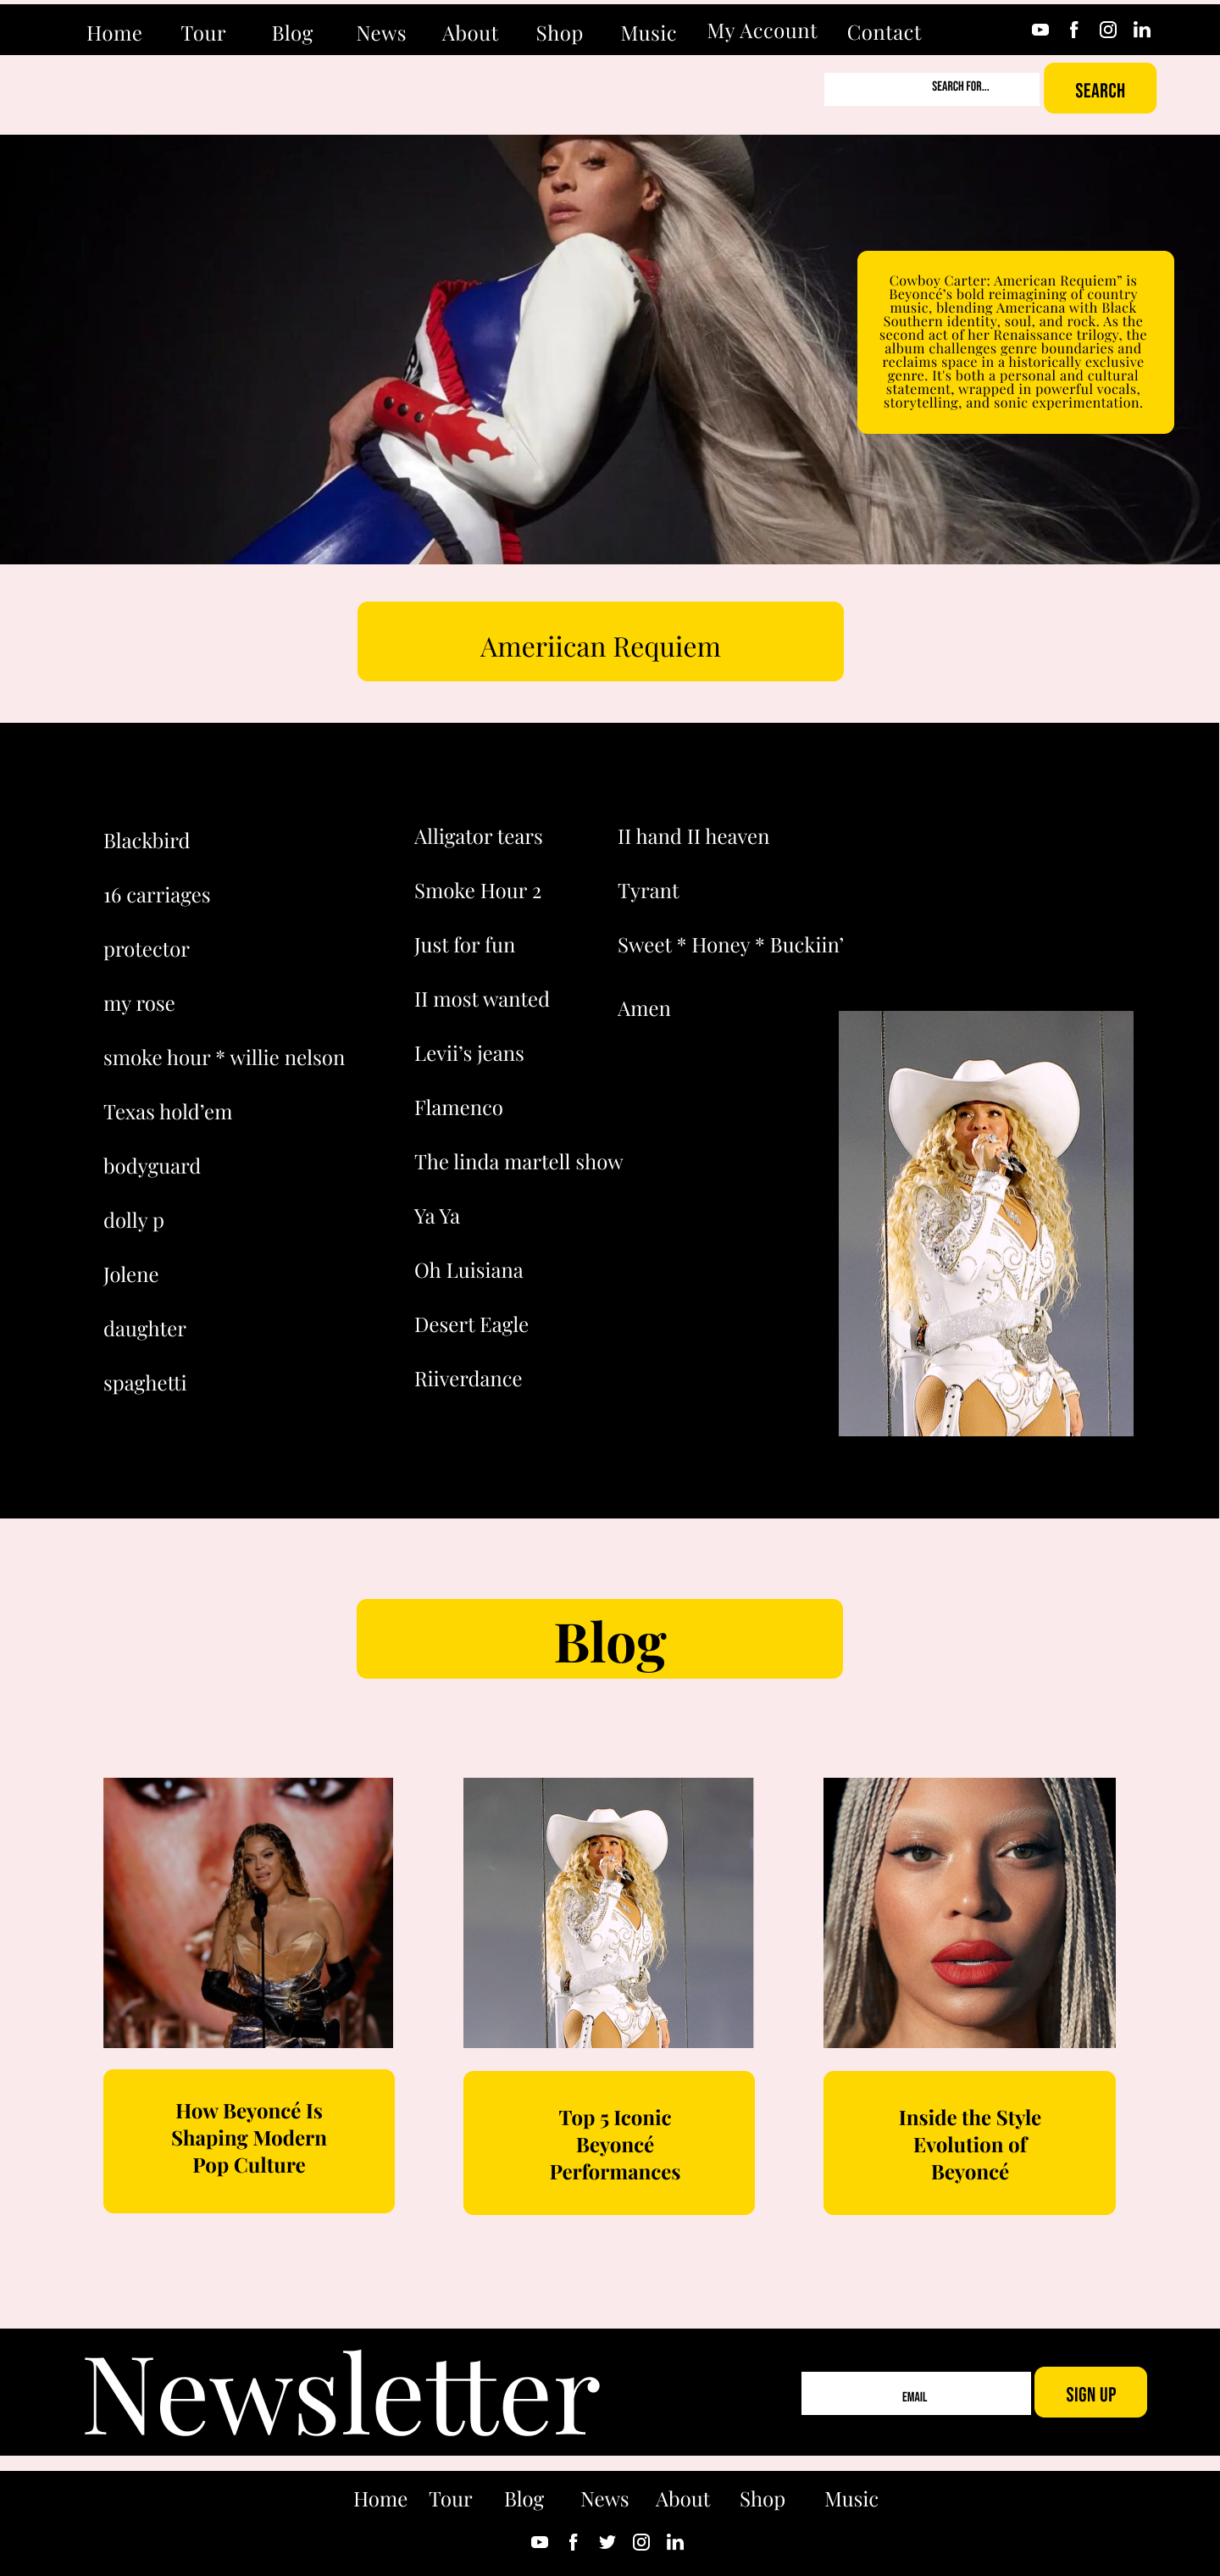 Home Tour Blog News About Shop Music My Account Contact
SEARCH FOR...
SEARCH
Cowboy Carter: American Requiem” is
Beyoncé’s bold reimagining of country
music, blending Americana with Black
Southern identity, soul, and rock. As the
second act of her Renaissance trilogy, the
album challenges genre boundaries and
reclaims space in a historically exclusive
genre. It's both a personal and cultural
statement, wrapped in powerful vocals,
storytelling, and sonic experimentation.
Ameriican Requiem
Blackbird
16 carriages
protector
my rose
smoke hour * willie nelson
Texas hold’em
bodyguard
dolly p
Jolene
daughter
spaghetti
Alligator tears
Smoke Hour 2
Just for fun
II most wanted
Levii’s jeans
Flamenco
The linda martell show
Ya Ya
Oh Luisiana
Desert Eagle
Riiverdance
II hand II heaven
Tyrant
Sweet * Honey * Buckiin’
Amen
Blog
How Beyoncé Is
Shaping Modern
Pop Culture
Top 5 Iconic
Beyoncé
Performances
Inside the Style
Evolution of
Beyoncé
Newsletter
EMAIL
SIGN UP
Home Tour Blog News About Shop Music